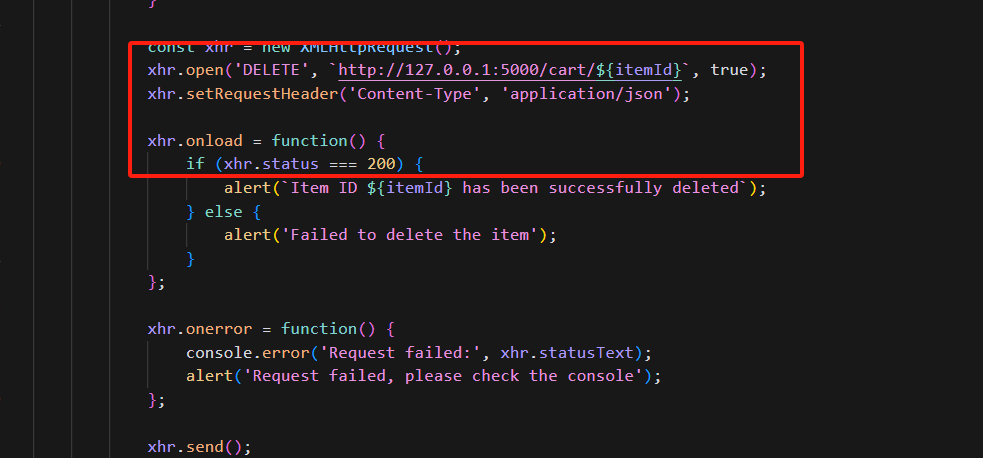 }
const xhr = new XMLHttpRequest();
xhr.open('DELETE', `http://127.0.0.1:5000/cart/${itemId}`, true);
xhr.setRequestHeader('Content-Type', 'application/json');
xhr.onload = function() {
if (xhr.status === 200) {
alert(`Item ID ${itemId} has been successfully deleted`);
} else {
alert('Failed to delete the item');
}
};
xhr.onerror = function() {
console.error('Request failed:', xhr.statusText);
alert('Request failed, please check the console');
};
xhr.send();